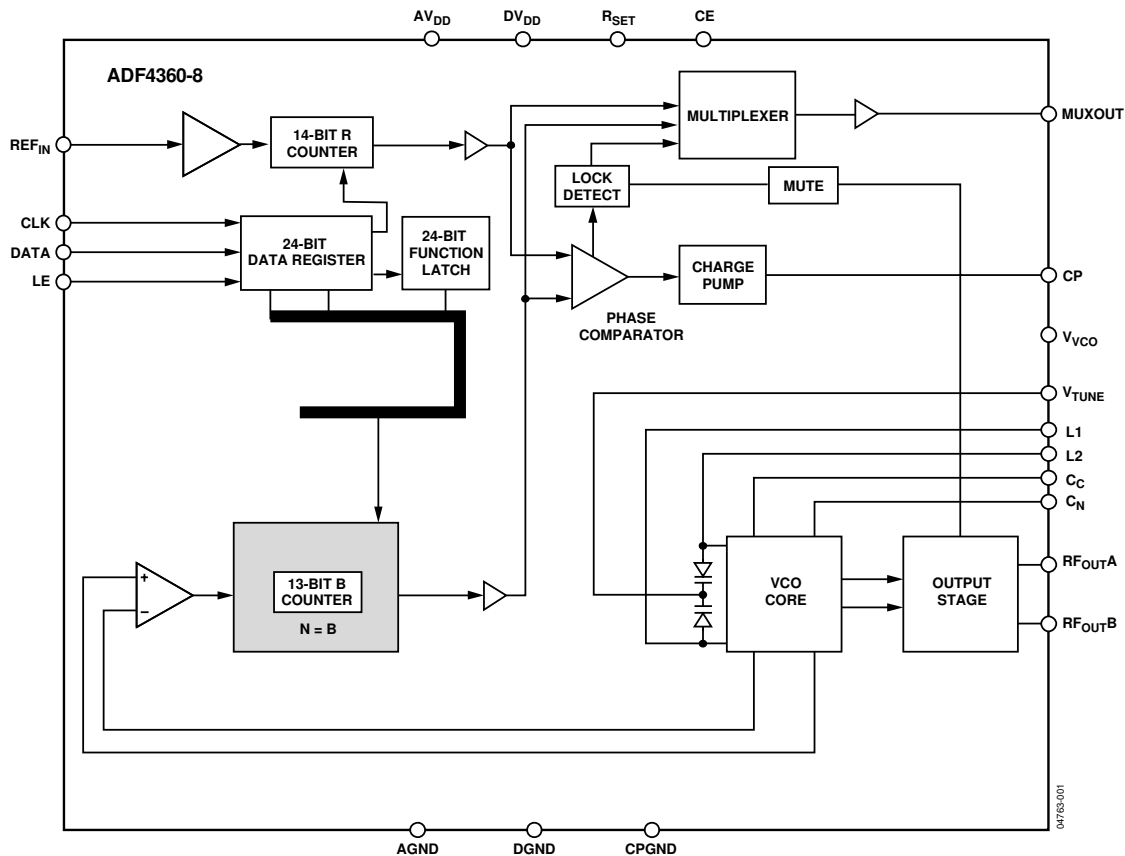 AVDD
DVDD
RSET
CE
ADF4360-8
REFIN
14-BIT R
COUNTER
MULTIPLEXER
MUXOUT
LOCK
DETECT
MUTE
CLK
DATA
LE
24-BIT
DATA REGISTER
24-BIT
FUNCTION
LATCH
CHARGE
PUMP
CP
PHASE
COMPARATOR
VVCO
VTUNE
L1
L2
CC
CN
+
−
13-BIT B
COUNTER
N = B
VCO
CORE
OUTPUT
STAGE
RFOUTA
RFOUTB
AGND
DGND
CPGND
04763-001